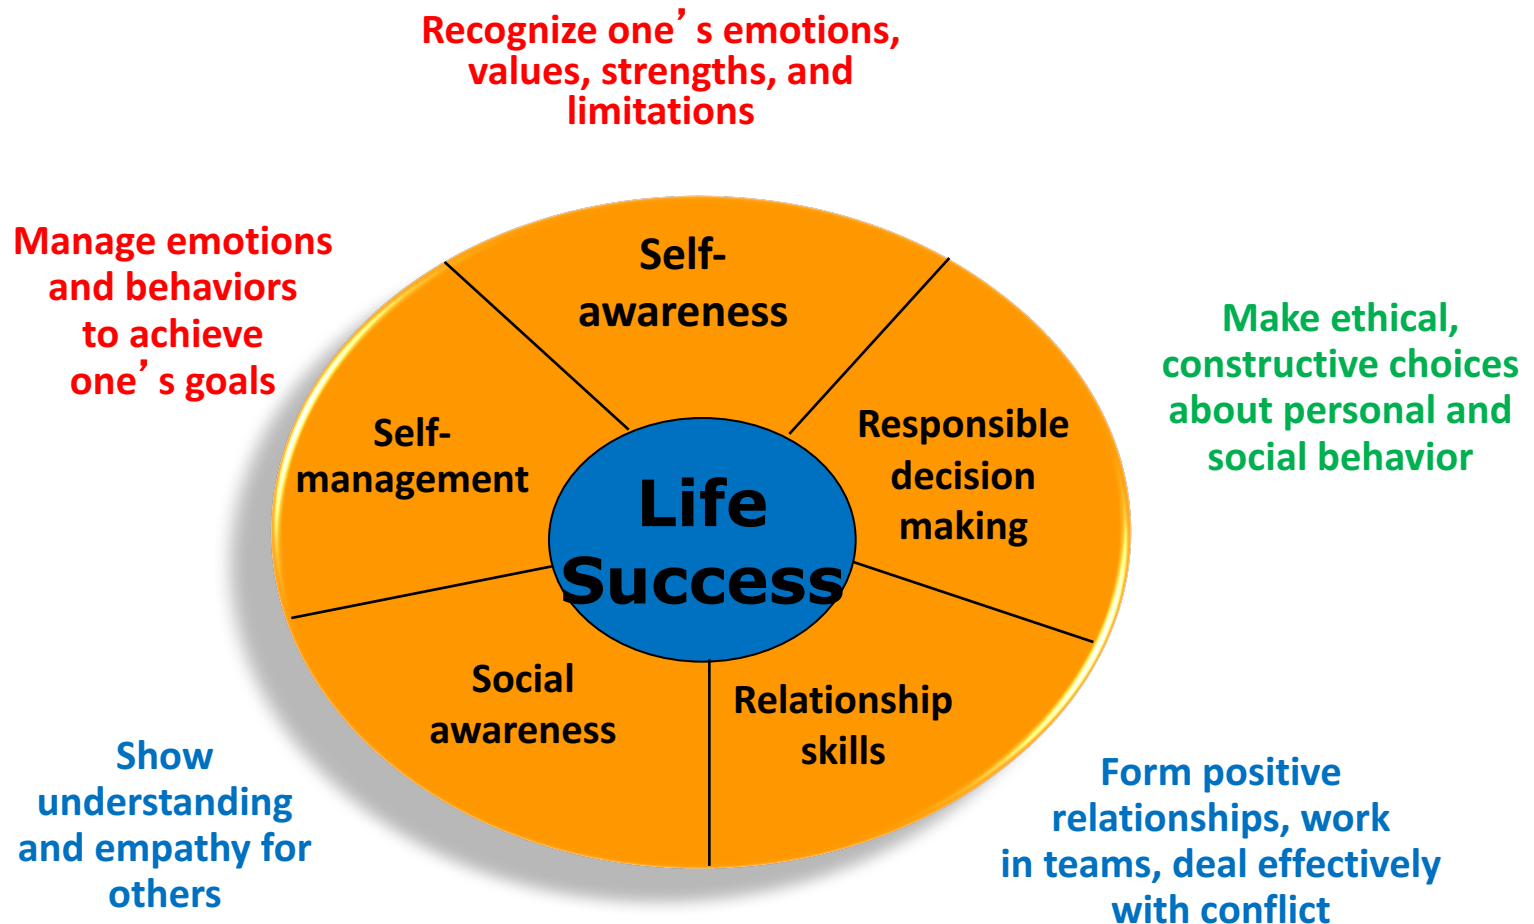 Recognize one’s emotions,
values, strengths, and
limitations
Manage emotions
and behaviors
to achieve
one’s goals
Self-
awareness
Make ethical,
constructive choices
about personal and
social behavior
Self-
management
Responsible
decision
making
Life
Success
Social
awareness
Relationship
skills
Show
understanding
and empathy for
others
Form positive
relationships, work
in teams, deal effectively
with conflict